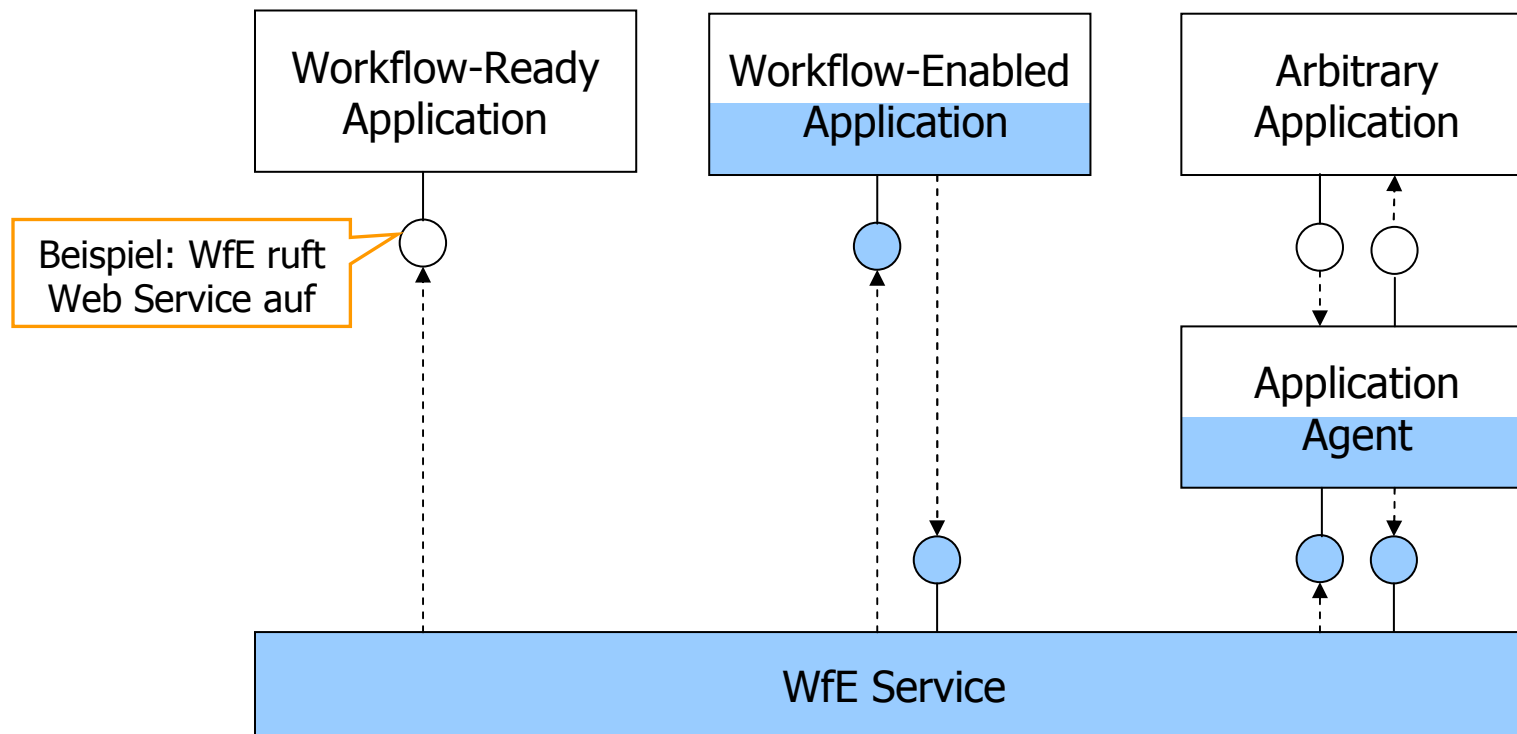 Workflow-Ready
Application
Workflow-Enabled
Application
Arbitrary
Application
Beispiel: WfE ruft
Web Service auf
Application
Agent
WfE Service